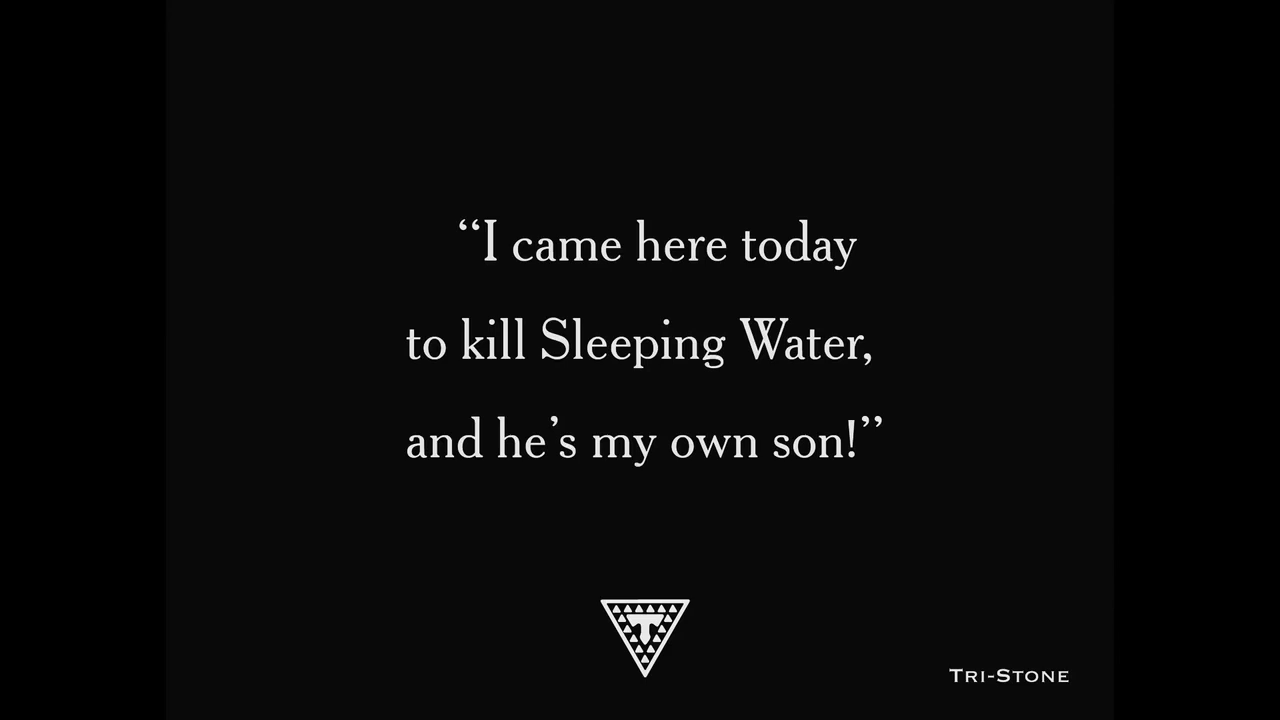 “I came here today
to kill Sleeping Water,
and he’s my own son!”
T
TRI-STONE